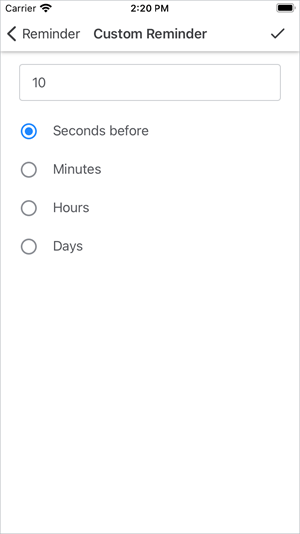 Carrier 2:20 PM
Reminder Custom Reminder
10
Seconds before
Minutes
Hours
Days